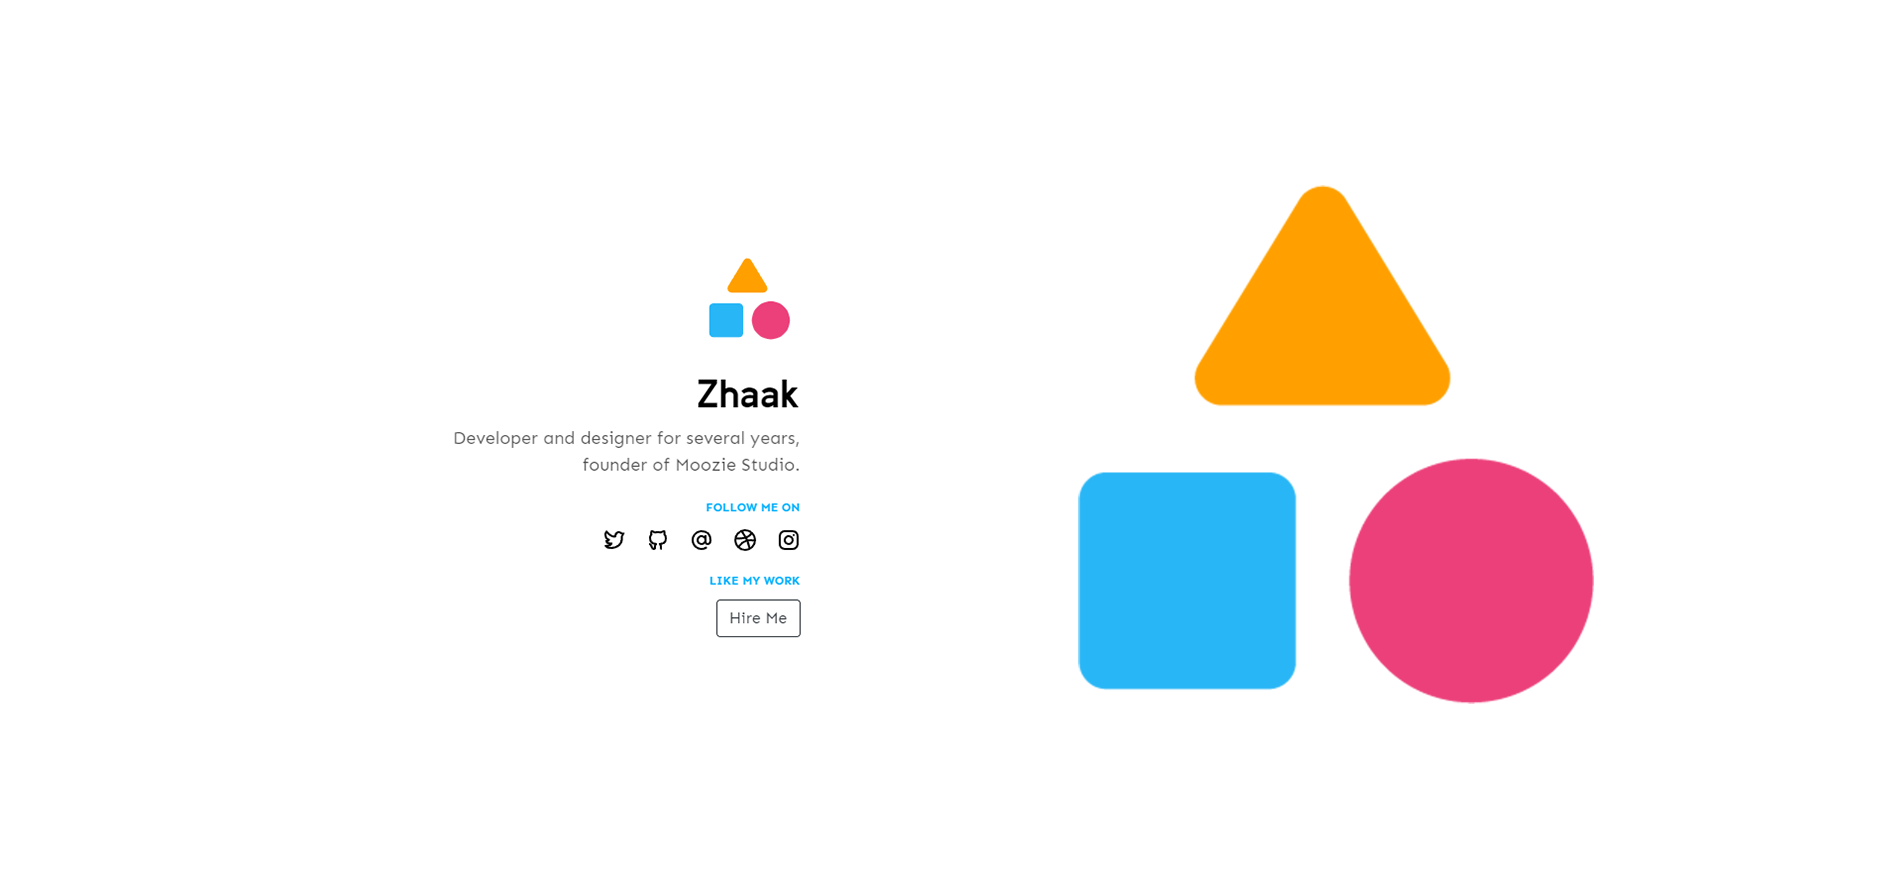 Zhaak
Developer and designer for several years,
founder of Moozie Studio.
FOLLOW ME ON
LIKE MY WORK
Hire Me